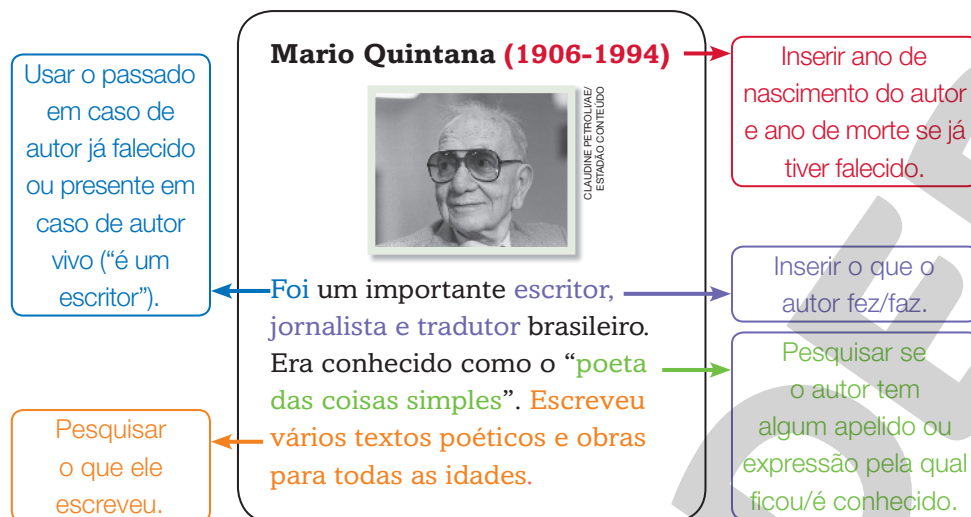 Mario Quintana (1906-1994)
CLAUDINE PETROLI/AE/
ESTADÃO CONTEÚDO
Foi um importante escritor,
jornalista e tradutor brasileiro.
Era conhecido como o “poeta
das coisas simples”. Escreveu
vários textos poéticos e obras
para todas as idades.
Usar o passado
em caso de
autor já falecido
ou presente em
caso de autor
vivo (“é um
escritor”).
Pesquisar
o que ele
escreveu.
Inserir ano de
nascimento do autor
e ano de morte se já
tiver falecido.
Inserir o que o
autor fez/faz.
Pesquisar se
o autor tem
algum apelido ou
expressão pela qual
ficou/é conhecido.